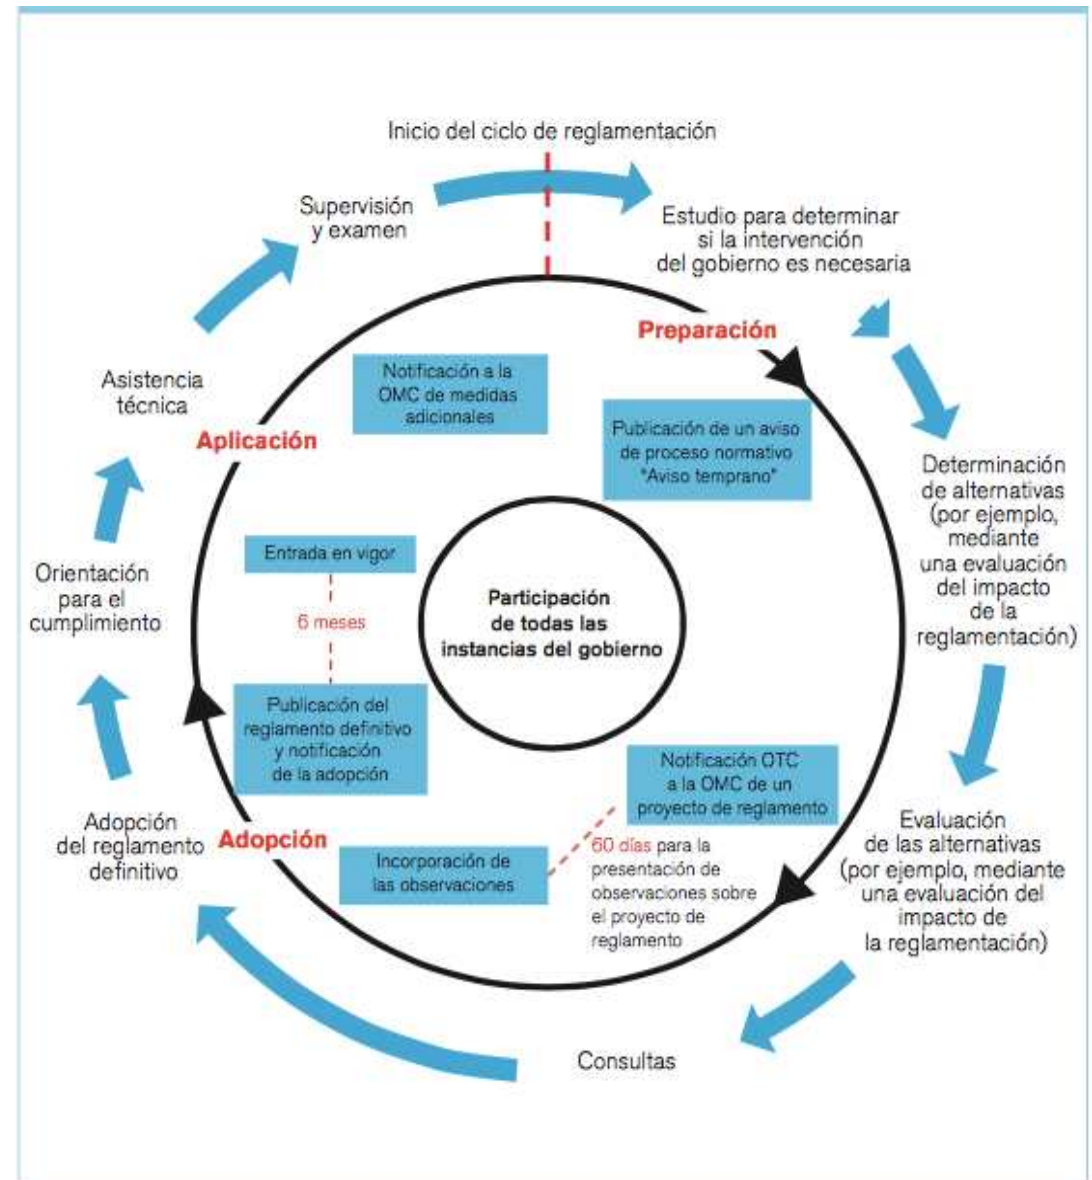 Inicio del ciclo de reglamentación
Supervisión
y examen
Estudio para determinar
si la intervención
del gobierno es necesaria
Preparación
Notificación a la
OMC de medidas
adicionales
Asistencia
técnica
Publicación de un aviso
de proceso normativo
"Aviso temprano"
Aplicación
Determinación
de alternativas
(por ejemplo,
mediante
una evaluación
del impacto
de la
reglamentación)
Entrada en vigor
Orientación
para el
cumplimiento
6 meses
Participación
de todas las
instancias del gobierno
Publicación del
reglamento definitivo
y notificación
de la adopción
Notificación OTC
a la OMC de un
proyecto de reglamento
Adopción
del reglamento
definitivo
Adopción
Incorporación de
las observaciones
60 días para la
presentación de
observaciones sobre
el proyecto de
reglamento
Evaluación
de las alternativas
(por ejemplo, mediante
una evaluación del
impacto de
la reglamentación)
Consultas